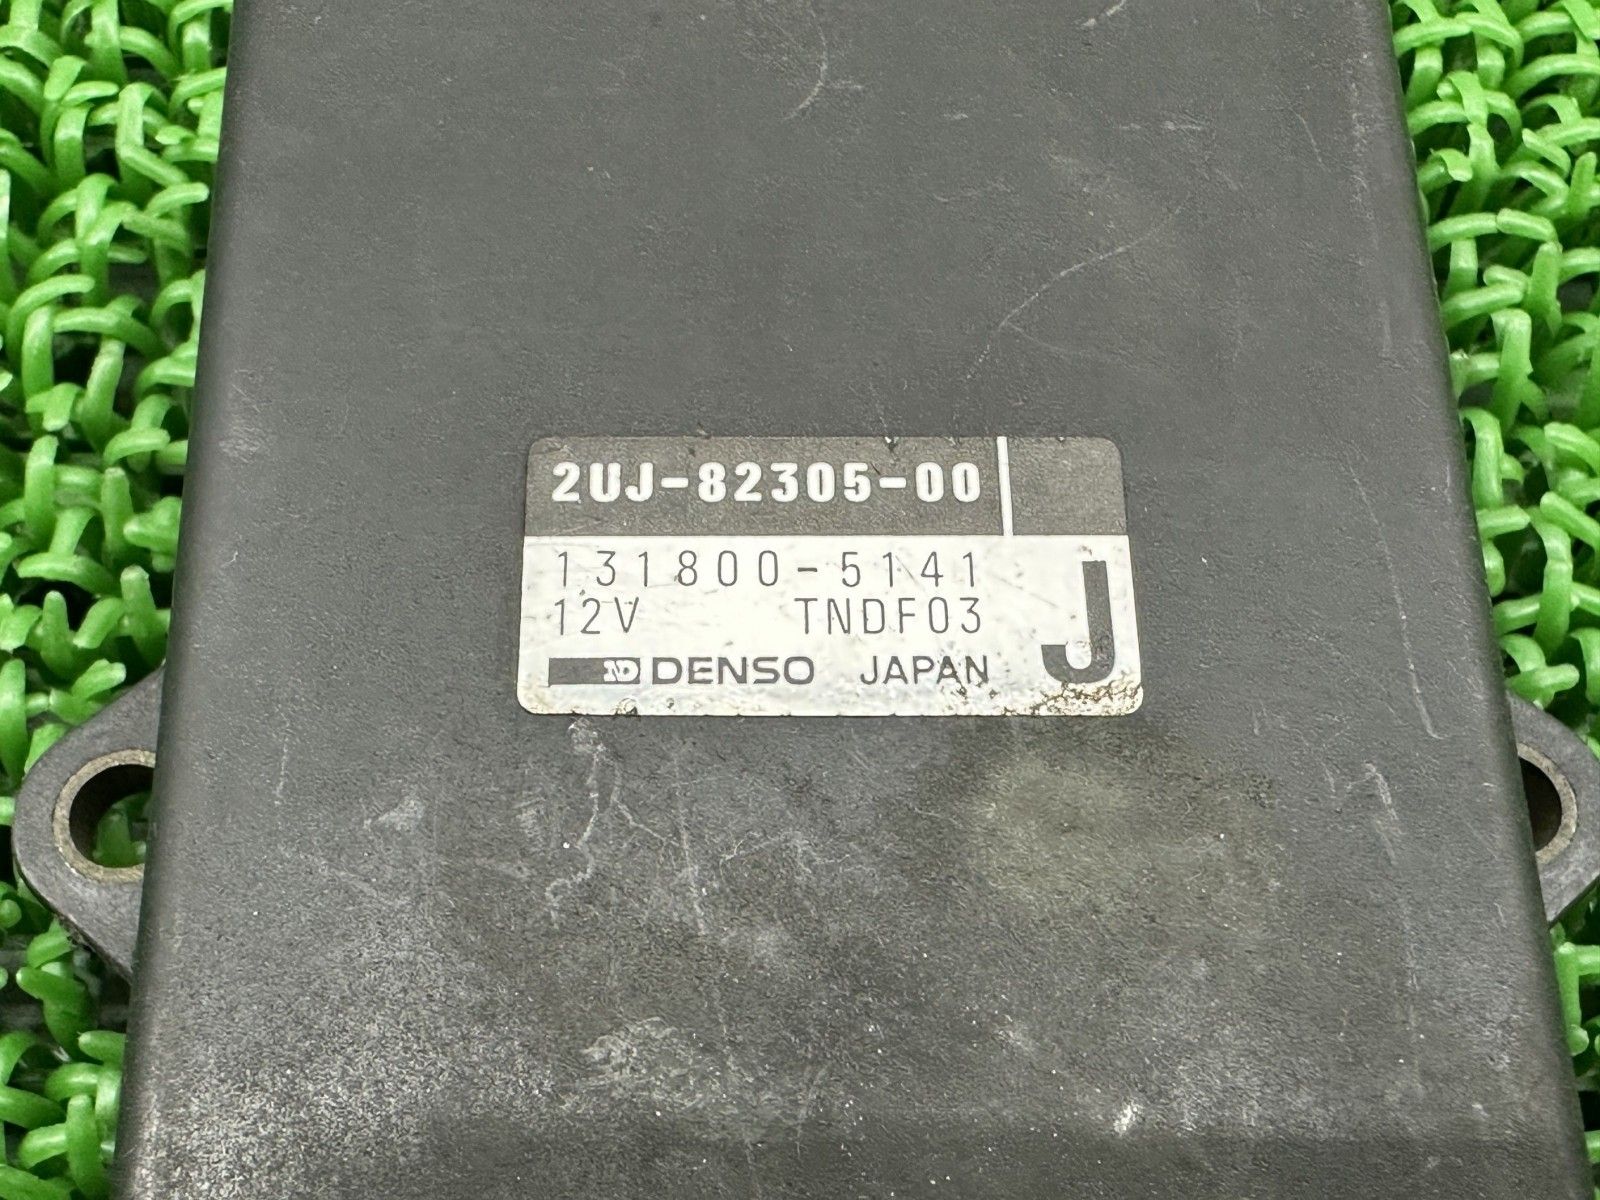 2UJ-82305-00
131800-5141
12V TNDF03
ND DENSO JAPAN
J